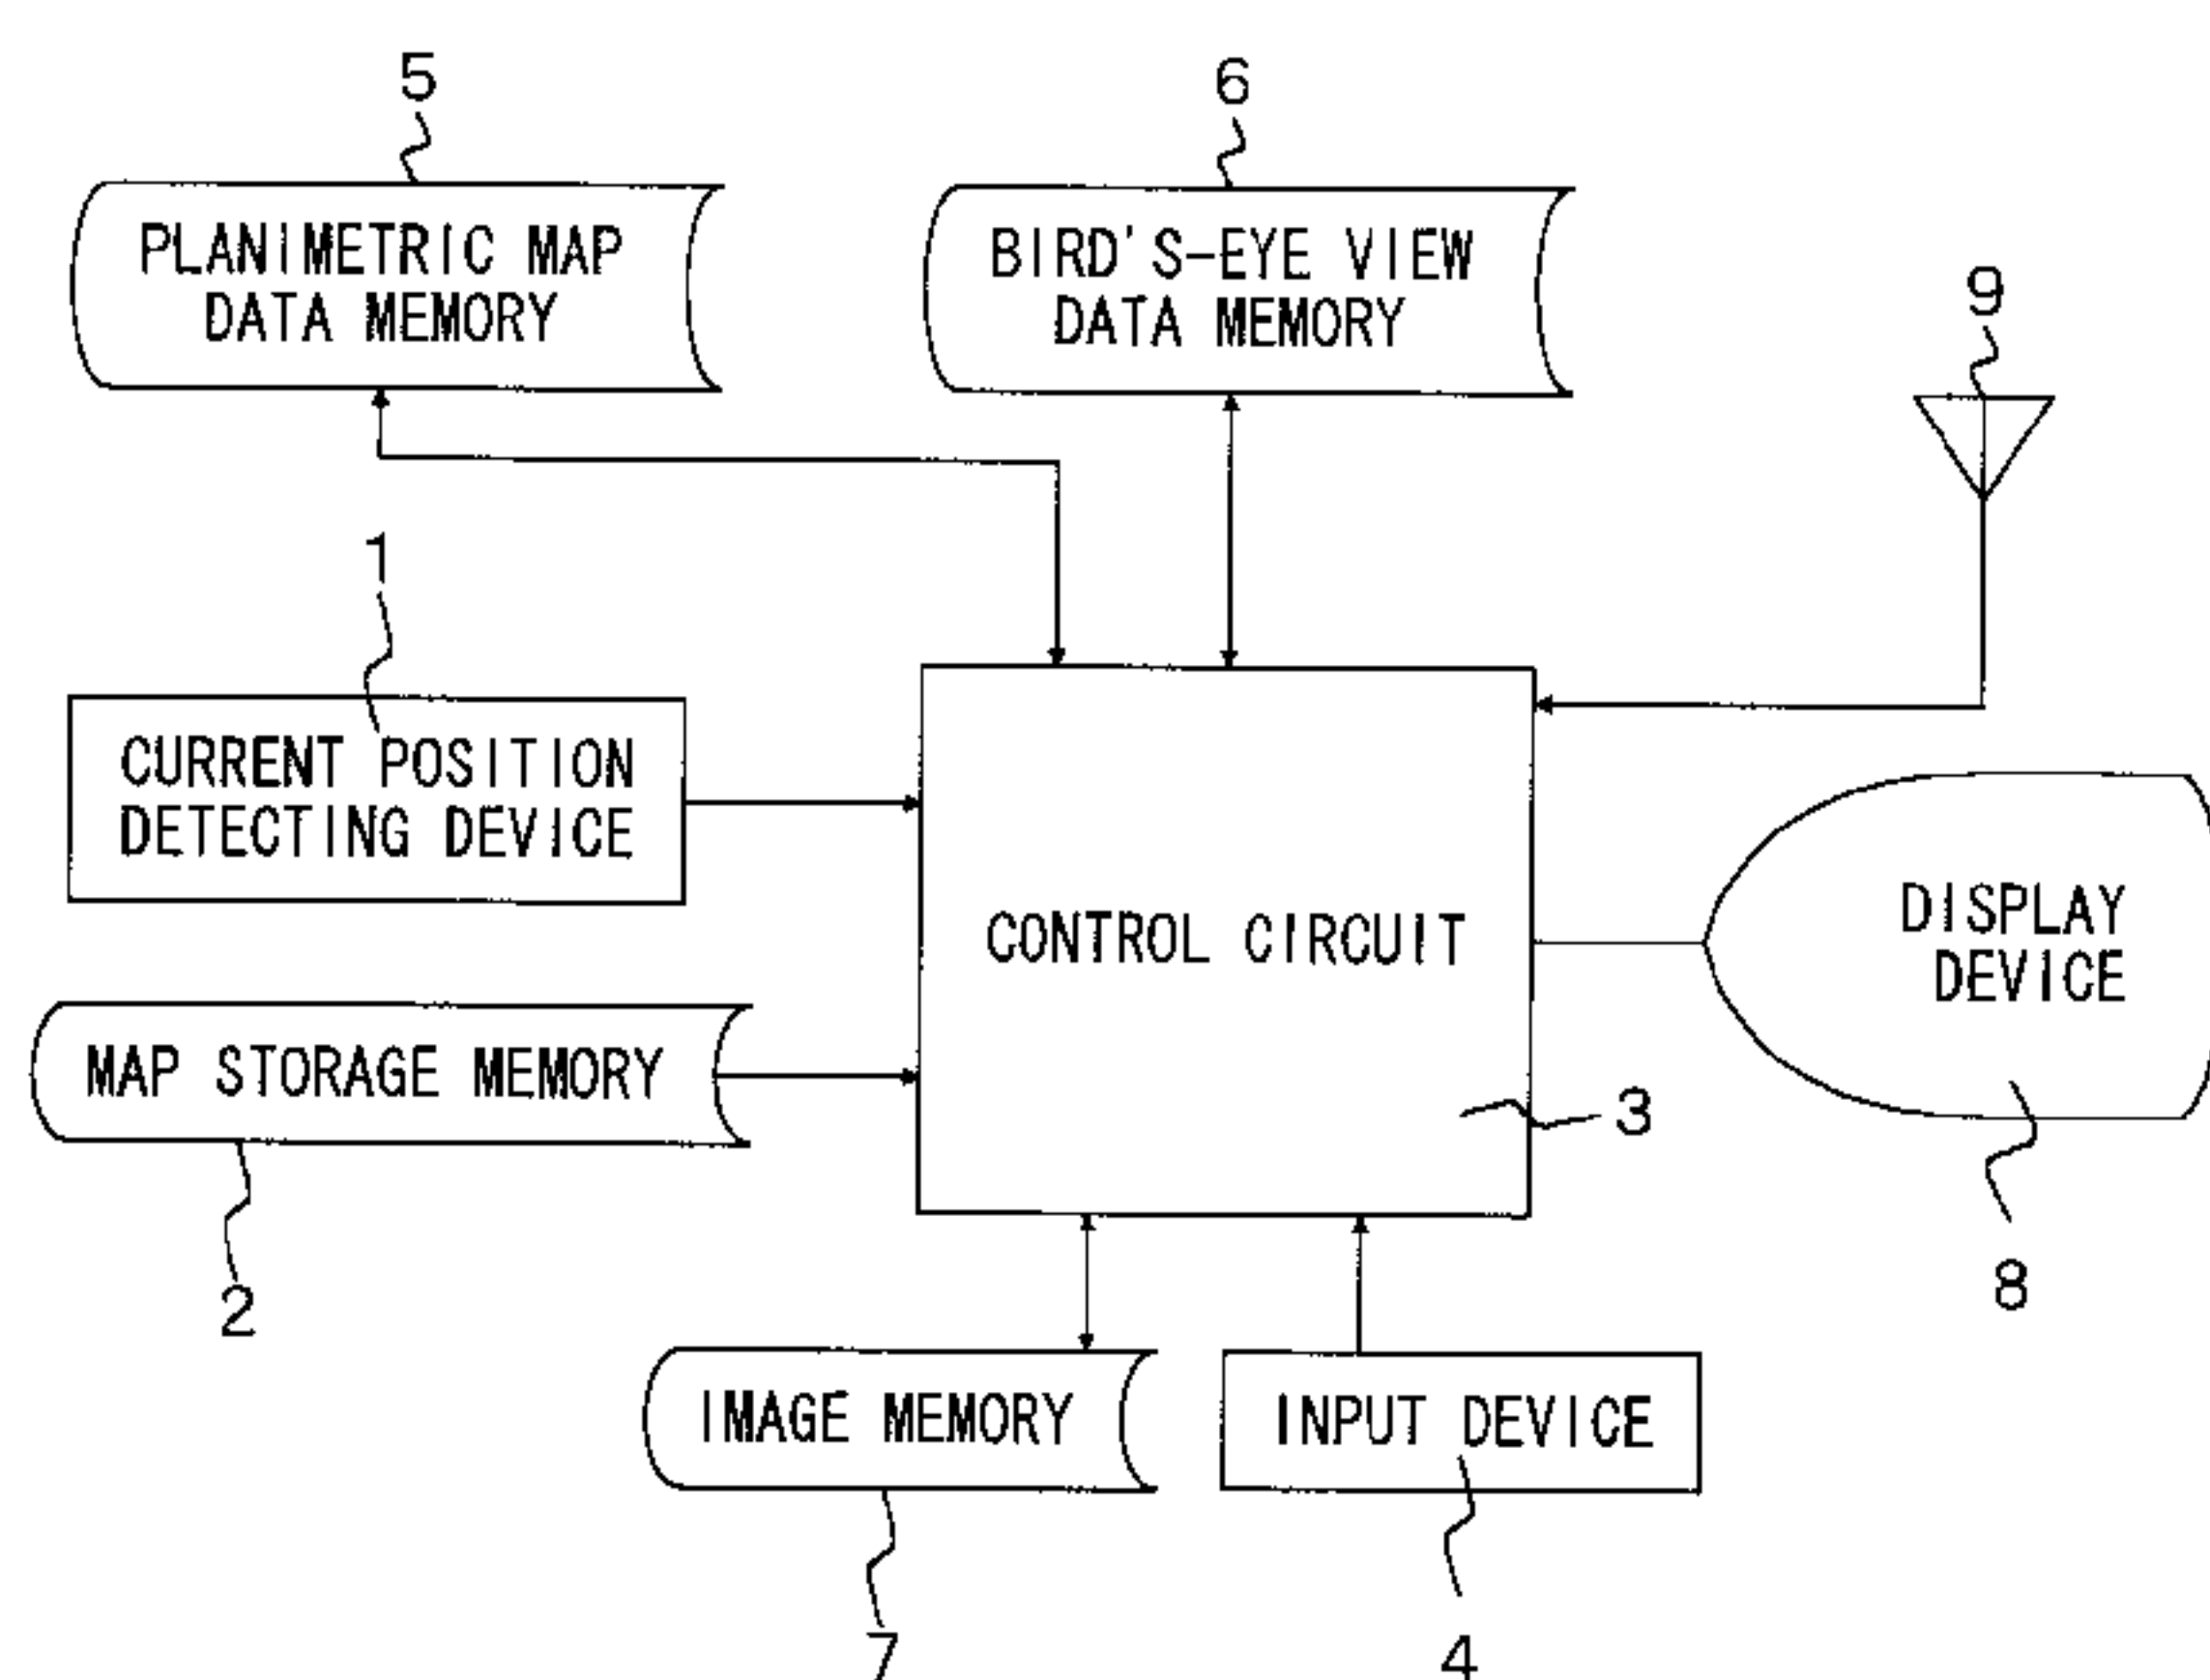 5
6
PLANIMETRIC MAP
DATA MEMORY
BIRD'S-EYE VIEW
DATA MEMORY
9
1
CURRENT POSITION
DETECTING DEVICE
CONTROL CIRCUIT
DISPLAY
DEVICE
MAP STORAGE MEMORY
3
2
8
IMAGE MEMORY
INPUT DEVICE
7
4